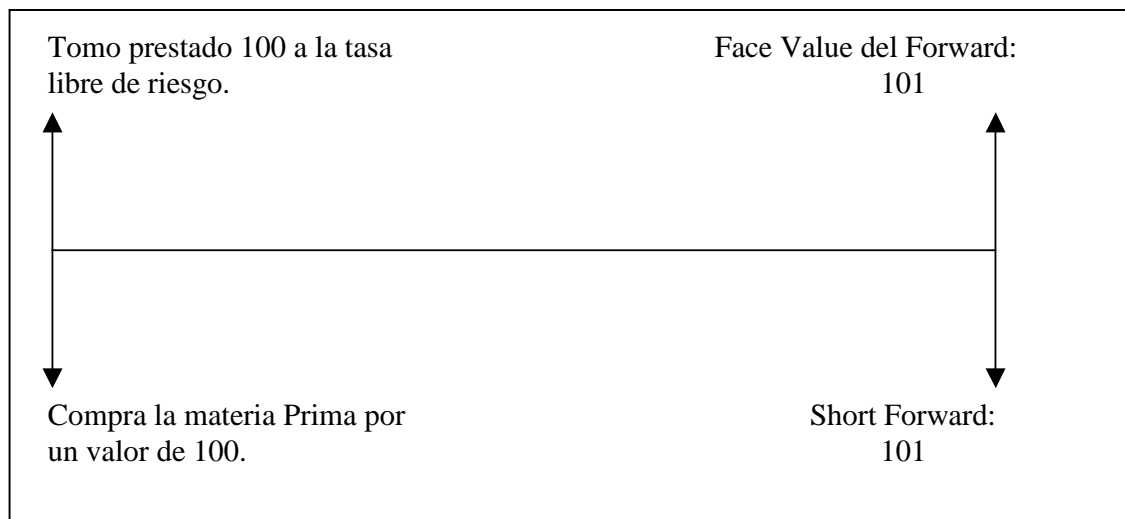 Tomo prestado 100 a la tasa
libre de riesgo.
Face Value del Forward:
101
Compra la materia Prima por
un valor de 100.
Short Forward:
101